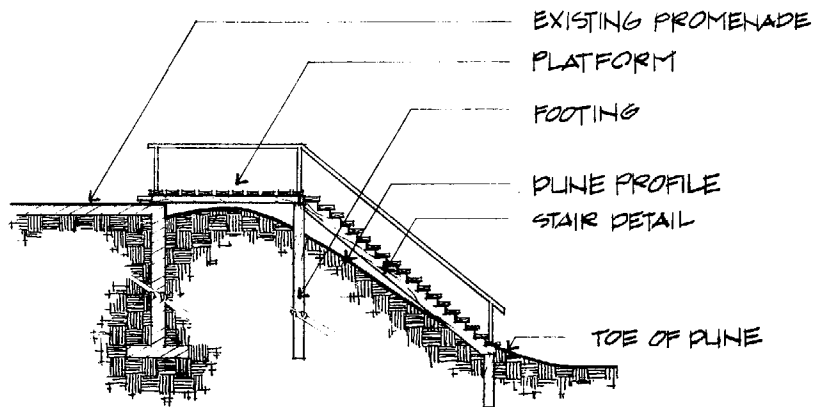 EXISTING PROMENADE
PLATFORM
FOOTING
DUNE PROFILE
STAIR DETAIL
TOE OF DUNE